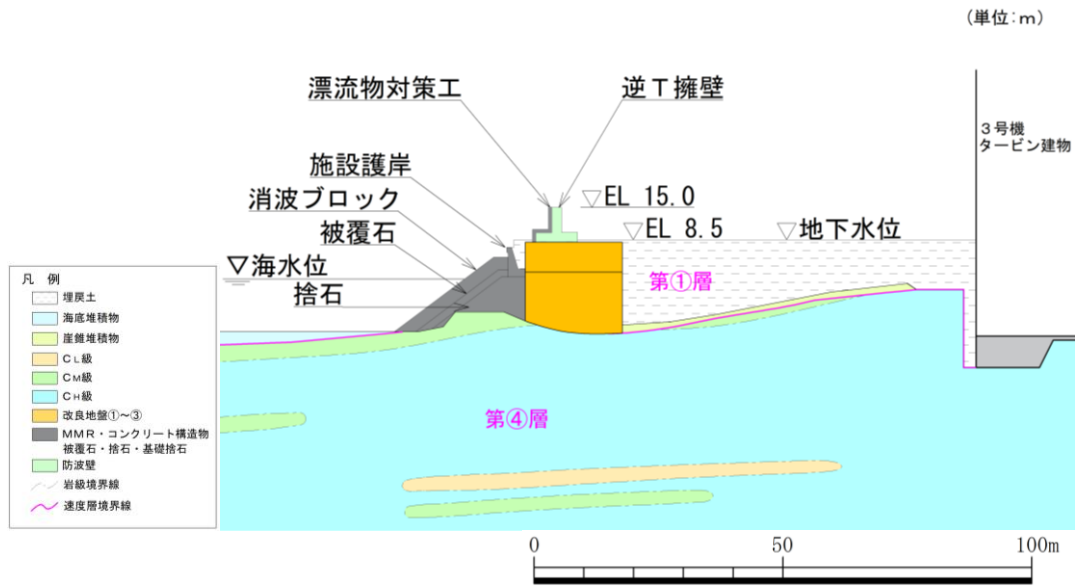 (単位:m)
漂流物対策工
逆T擁壁
施設護岸
消波ブロック
被覆石
▽海水位
捨石
▽EL 15.0
▽EL 8.5
▽地下水位
3号機
タービン建物
第①層
第④層
凡 例
埋戻土
海底堆積物
崖錐堆積物
CL級
CM級
CH級
改良地盤①~③
MMR・コンクリート構造物
被覆石・捨石・基礎捨石
防波壁
岩級境界線
速度層境界線
0 50 100m